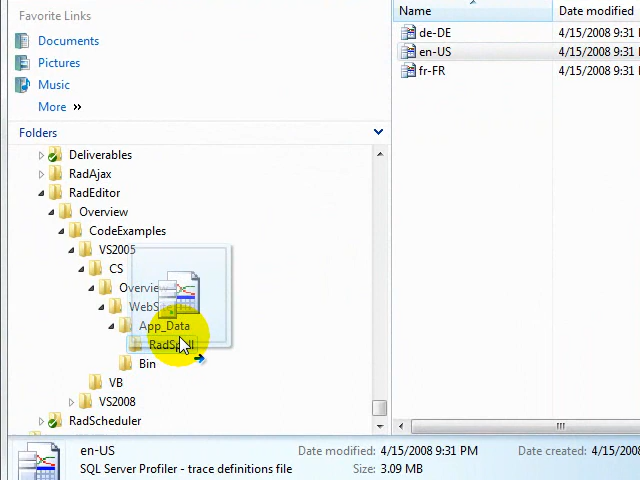 Favorite Links
Documents
Pictures
Music
More »
Folders
Deliverables
RadAjax
RadEditor
Overview
CodeExamples
VS2005
CS
Overview
App_Data
RadSpell
Bin
VB
VS2008
RadScheduler
Name Date modified
de-DE 4/15/2008 9:31
en-US 4/15/2008 9:31
fr-FR 4/15/2008 9:31
en-US Date modified: 4/15/2008 9:31 PM Date created: 4/15/200
SQL Server Profiler - trace definitions file Size: 3.09 MB